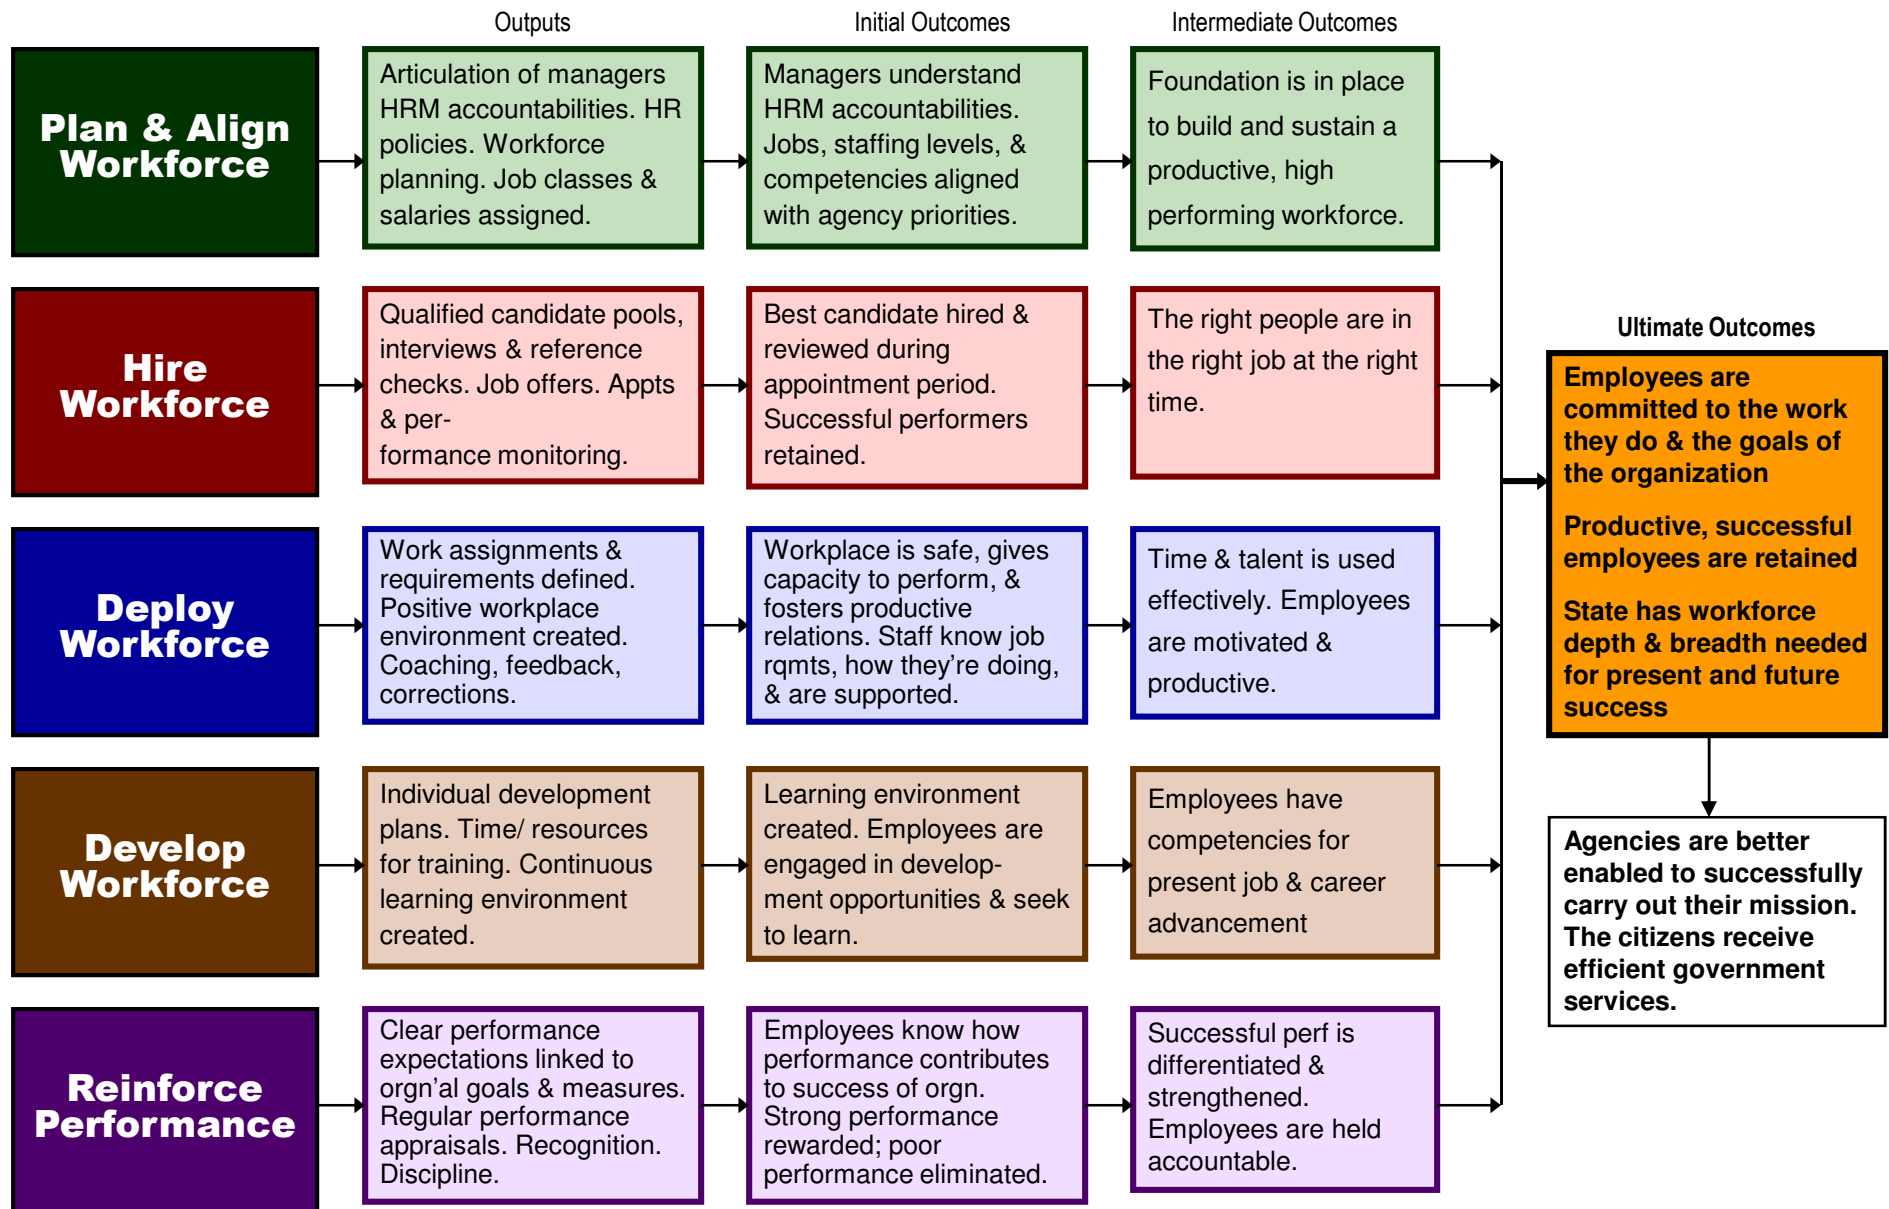 Outputs
Initial Outcomes
Intermediate Outcomes
Plan & Align
Workforce
Articulation of managers
HRM accountabilities. HR
policies. Workforce
planning. Job classes &
salaries assigned.
Managers understand
HRM accountabilities.
Jobs, staffing levels, &
competencies aligned
with agency priorities.
Foundation is in place
to build and sustain a
productive, high
performing workforce.
Hire
Workforce
Qualified candidate pools,
interviews & reference
checks. Job offers. Appts
& per-
formance monitoring.
Best candidate hired &
reviewed during
appointment period.
Successful performers
retained.
The right people are in
the right job at the right
time.
Deploy
Workforce
Work assignments &
requirements defined.
Positive workplace
environment created.
Coaching, feedback,
corrections.
Workplace is safe, gives
capacity to perform, &
fosters productive
relations. Staff know job
rqmts, how they're doing,
& are supported.
Time & talent is used
effectively. Employees
are motivated &
productive.
Develop
Workforce
Individual development
plans. Time/ resources
for training. Continuous
learning environment
created.
Learning environment
created. Employees are
engaged in develop-
ment opportunities & seek
to learn.
Employees have
competencies for
present job & career
advancement
Reinforce
Performance
Clear performance
expectations linked to
orgn'al goals & measures.
Regular performance
appraisals. Recognition.
Discipline.
Employees know how
performance contributes
to success of orgn.
Strong performance
rewarded; poor
performance eliminated.
Successful perf is
differentiated &
strengthened.
Employees are held
accountable.
Ultimate Outcomes
Employees are
committed to the work
they do & the goals of
the organization
Productive, successful
employees are retained
State has workforce
depth & breadth needed
for present and future
success
Agencies are better
enabled to successfully
carry out their mission.
The citizens receive
efficient government
services.